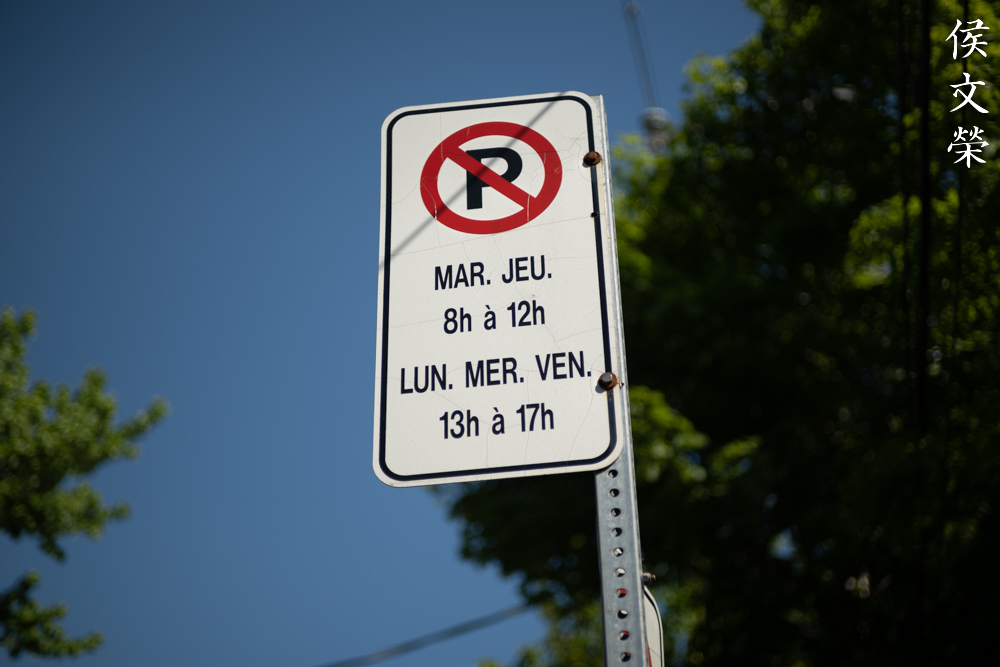 P
MAR. JEU.
8h à 12h
LUN. MER. VEN.
13h à 17h
侯文榮